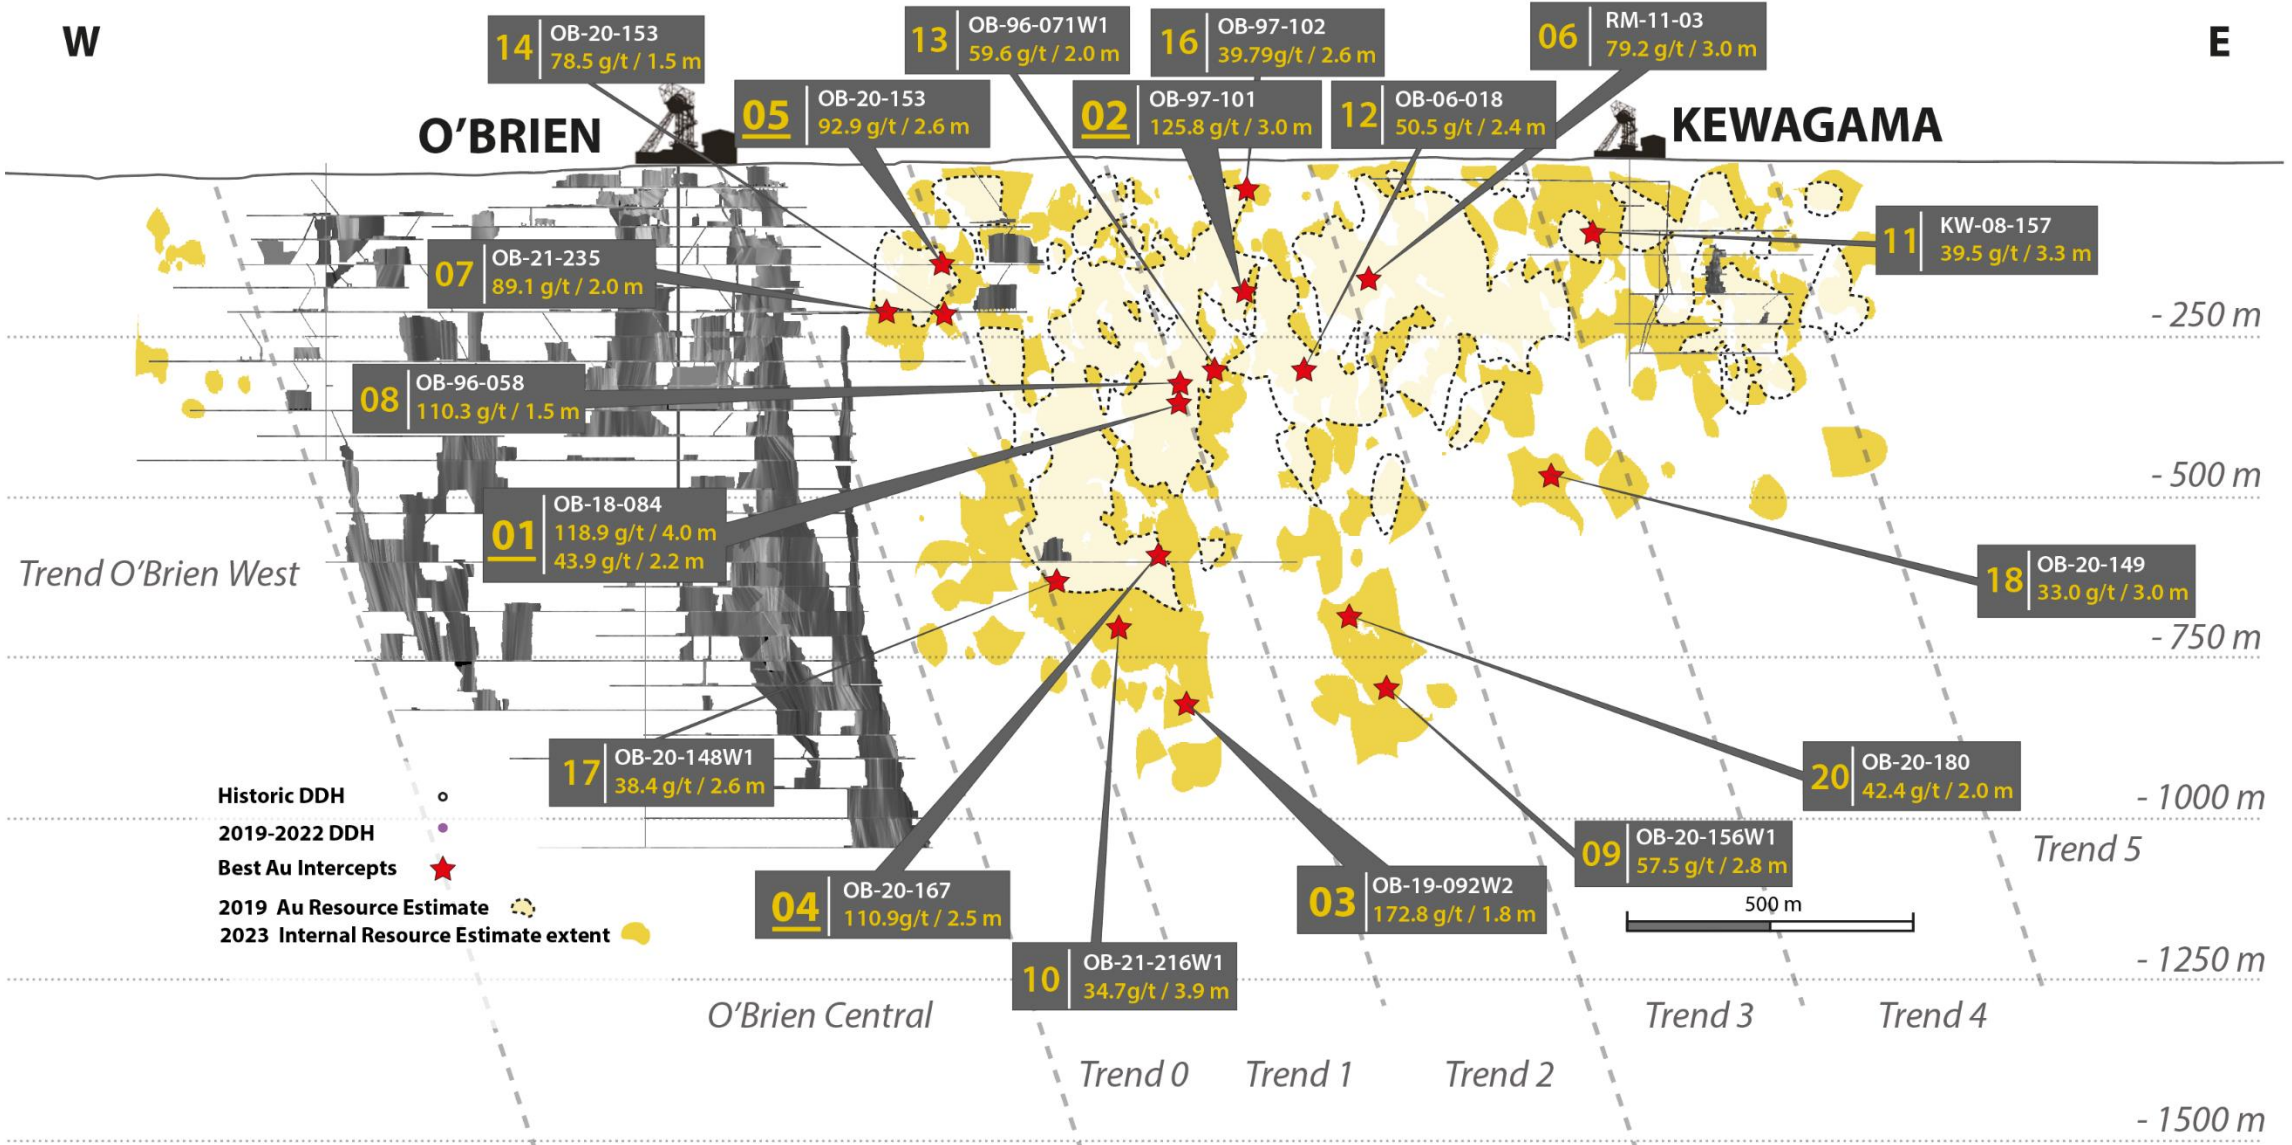 W
E
14
OB-20-153
78.5 g/t / 1.5 m
13
OB-96-071W1
59.6 g/t / 2.0 m
16
OB-97-102
39.79g/t / 2.6 m
06
RM-11-03
79.2 g/t / 3.0 m
O'BRIEN
05
OB-20-153
92.9 g/t / 2.6 m
02
OB-97-101
125.8 g/t / 3.0 m
12
OB-06-018
50.5 g/t / 2.4 m
KEWAGAMA
11
KW-08-157
39.5 g/t / 3.3 m
07
OB-21-235
89.1 g/t / 2.0 m
- 250 m
08
OB-96-058
110.3 g/t / 1.5 m
- 500 m
01
OB-18-084
118.9 g/t / 4.0 m
43.9 g/t / 2.2 m
Trend O'Brien West
18
OB-20-149
33.0 g/t / 3.0 m
- 750 m
17
OB-20-148W1
38.4 g/t / 2.6 m
20
OB-20-180
42.4 g/t / 2.0 m
- 1000 m
Historic DDH
2019-2022 DDH
Best Au Intercepts
2019 Au Resource Estimate
2023 Internal Resource Estimate extent
09
OB-20-156W1
57.5 g/t / 2.8 m
Trend 5
04
OB-20-167
110.9g/t / 2.5 m
03
OB-19-092W2
172.8 g/t / 1.8 m
500 m
10
OB-21-216W1
34.7g/t / 3.9 m
- 1250 m
O'Brien Central
Trend 3
Trend 4
Trend 0
Trend 1
Trend 2
- 1500 m